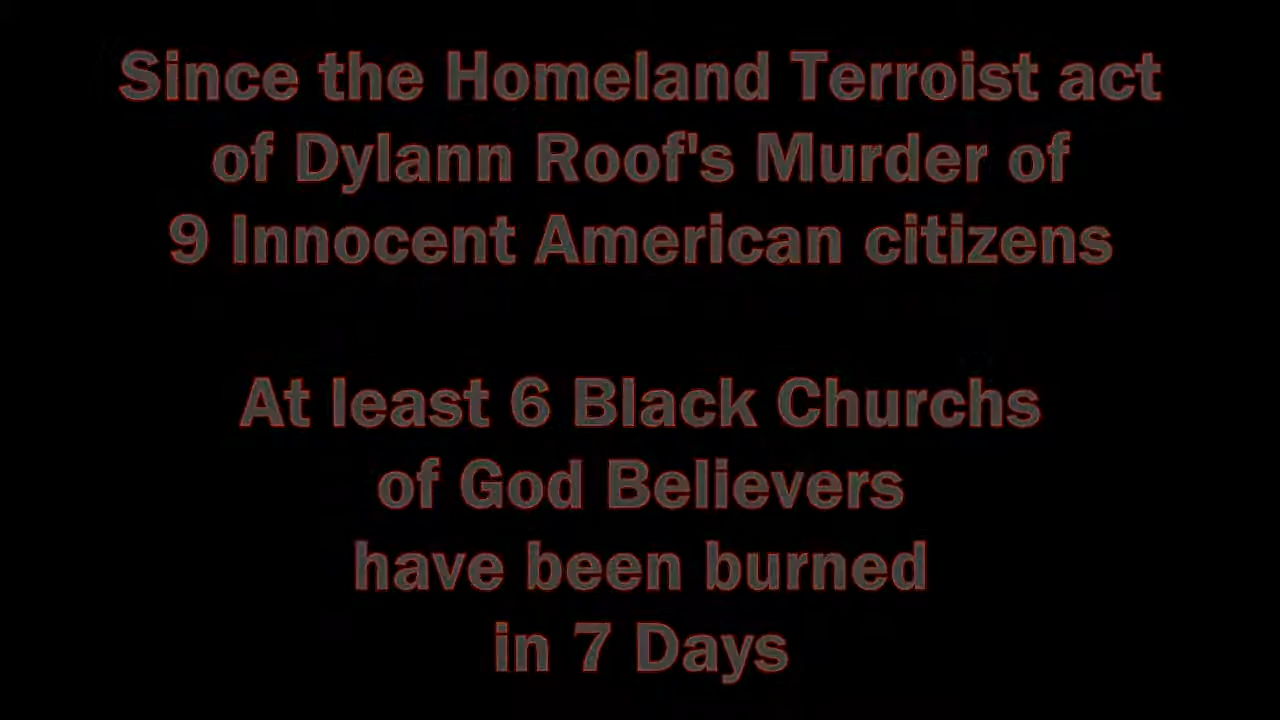 Since the Homeland Terroist act
of Dylann Roof's Murder of
9 Innocent American citizens
At least 6 Black Churchs
of God Believers
have been burned
in 7 Days